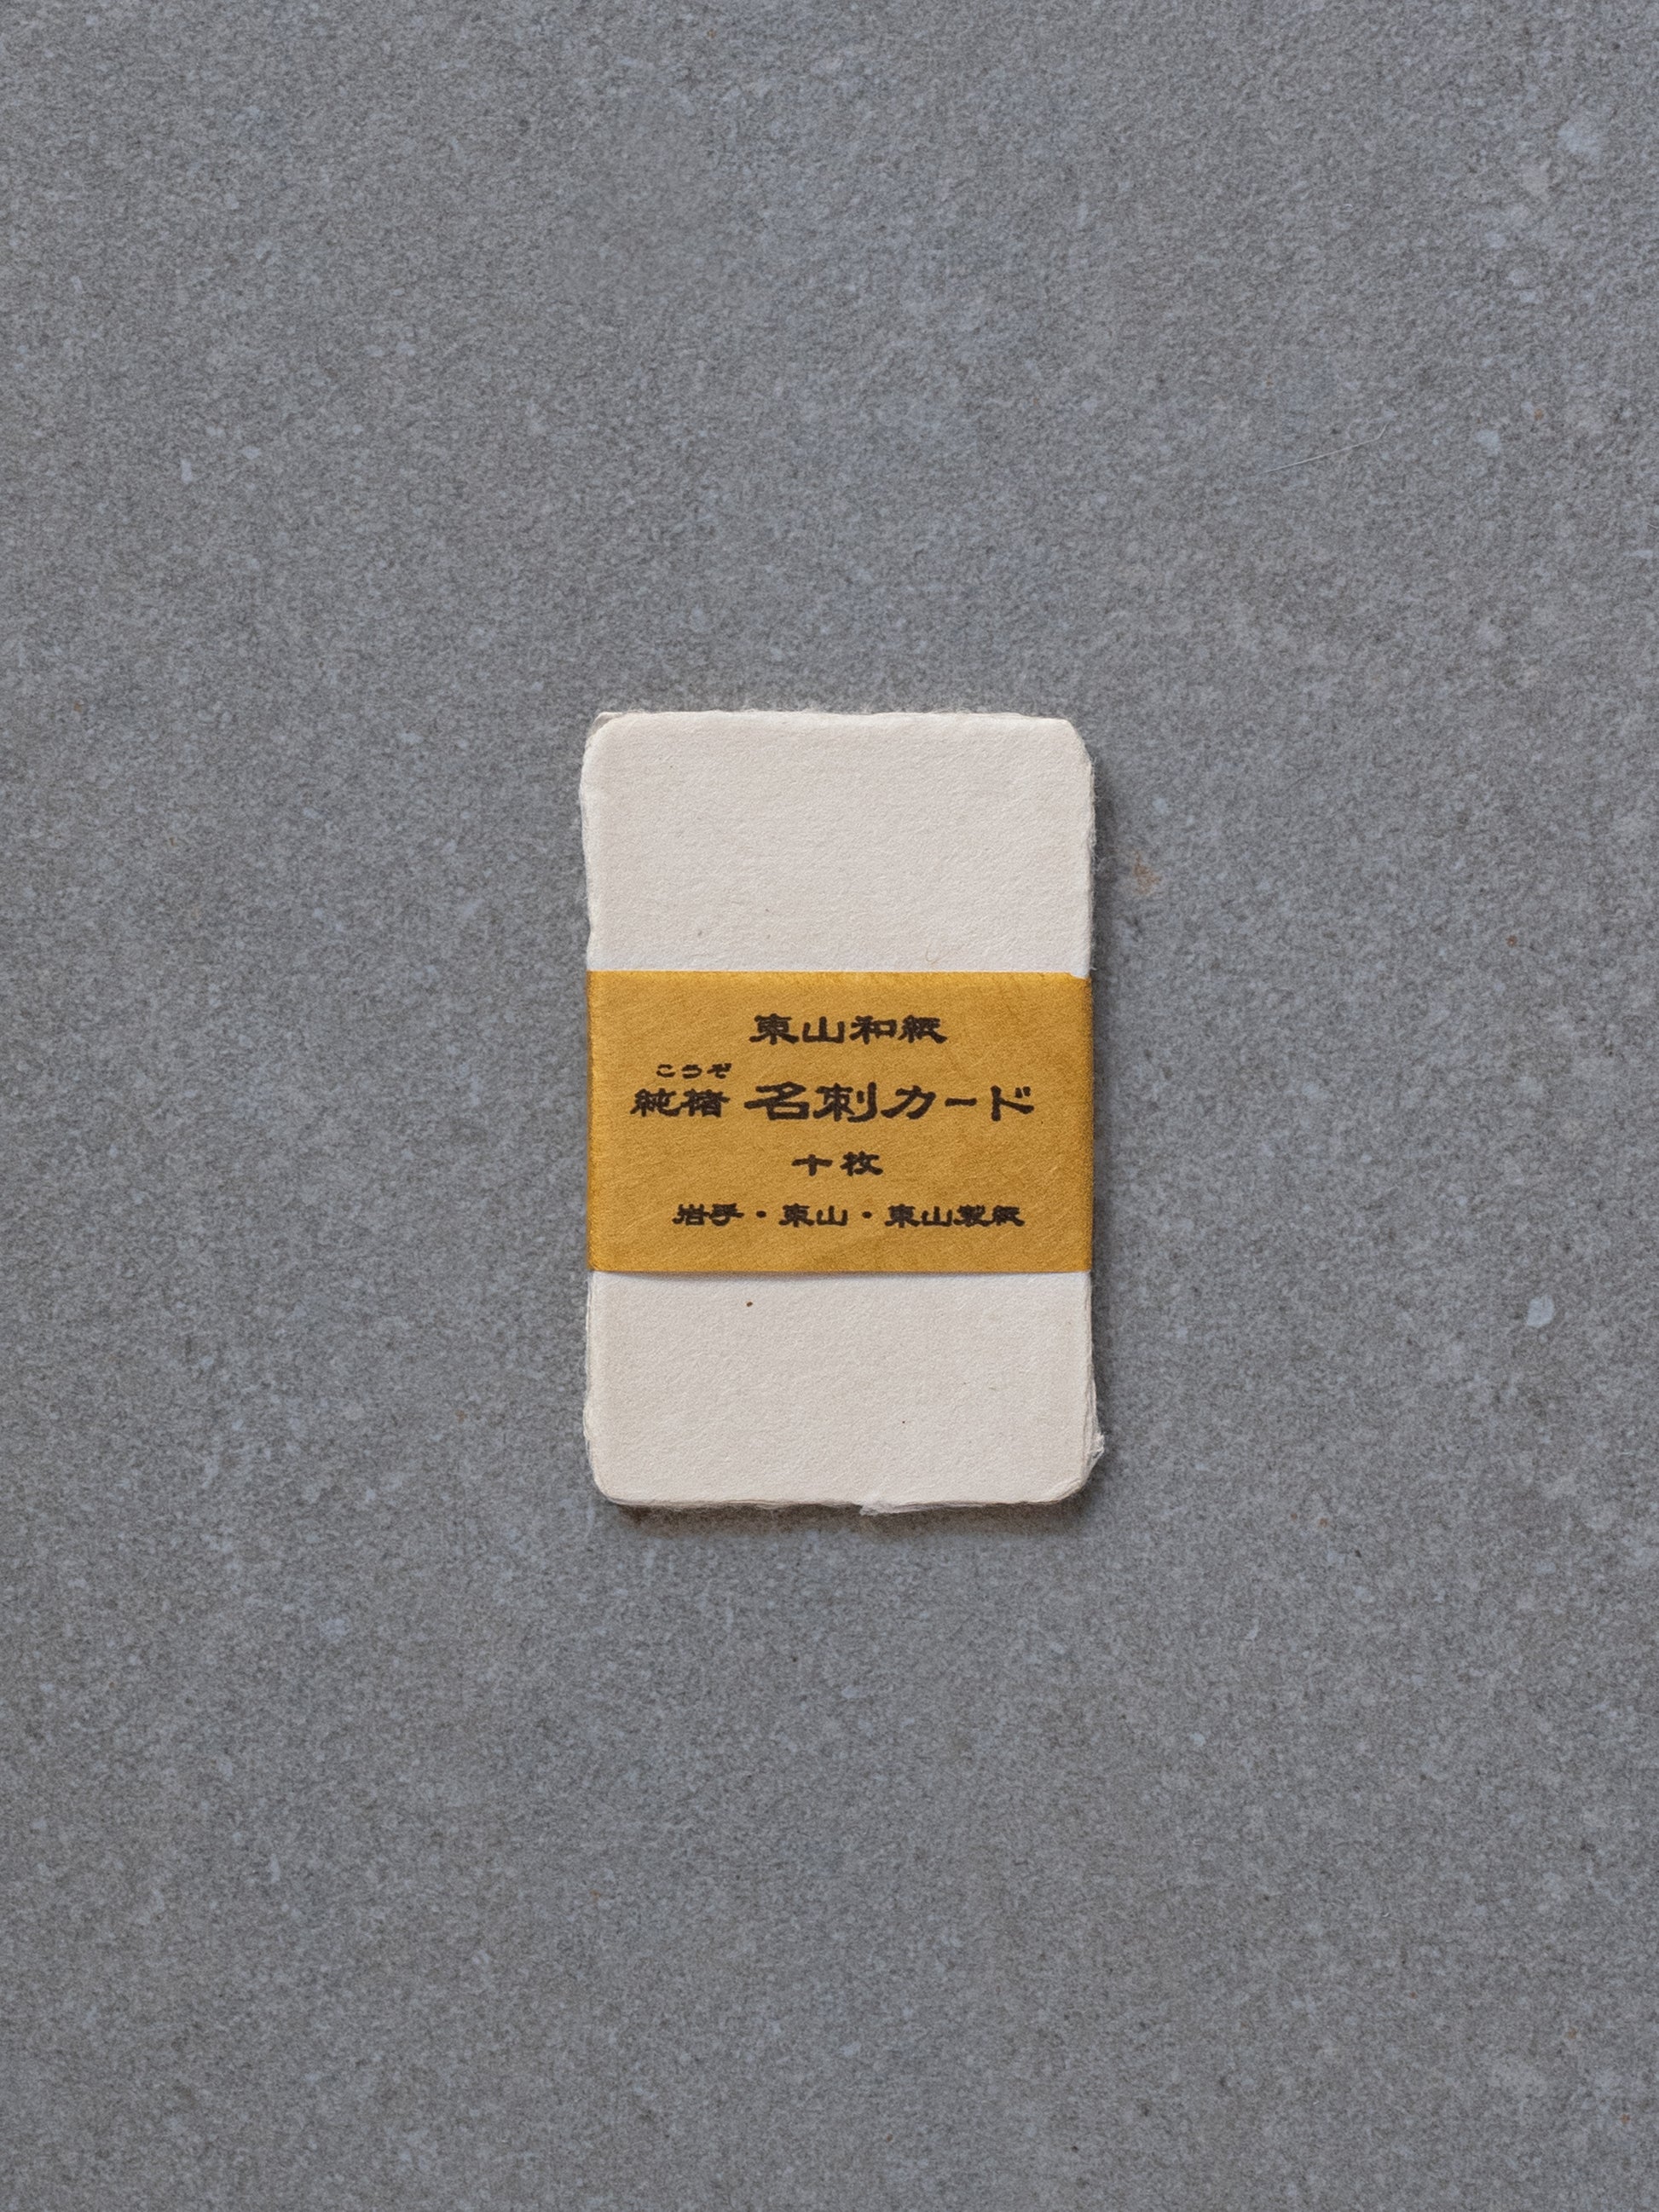 東山和紙
こうぞ
純楮 名刺カード
十枚
岩手・東山・東山製紙